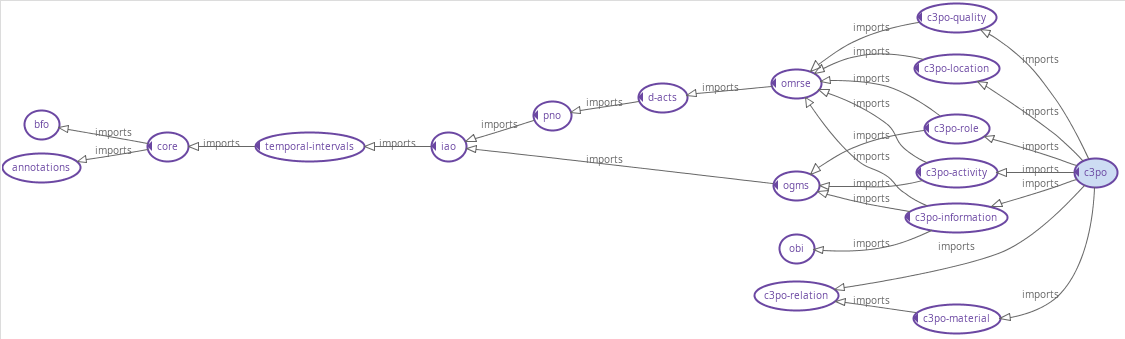 c3po-quality
imports
imports
imports
c3po-location
imports
omrse
imports
imports
d-acts
imports
imports
pno
bfo
imports
imports
c3po-role
imports
imports
core
imports
temporal-intervals
imports
iao
imports
imports
imports
annotations
imports
c3po-activity
imports
c3po
ogms
imports
imports
imports
c3po-information
obi
imports
imports
c3po-relation
imports
imports
c3po-material